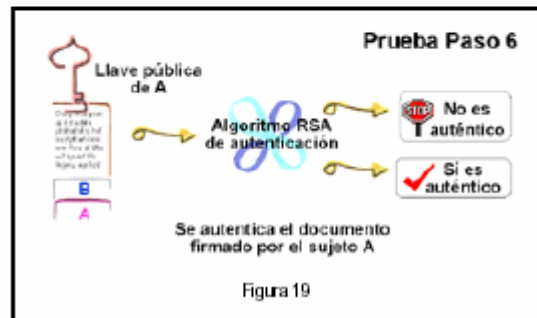 Prueba Paso 6
Llave pública
de A
B
A
Algoritmo RSA
de autenticación
STOP
No es
auténtico
Sí es
auténtico
Se autentica el documento
firmado por el sujeto A
Figura 19